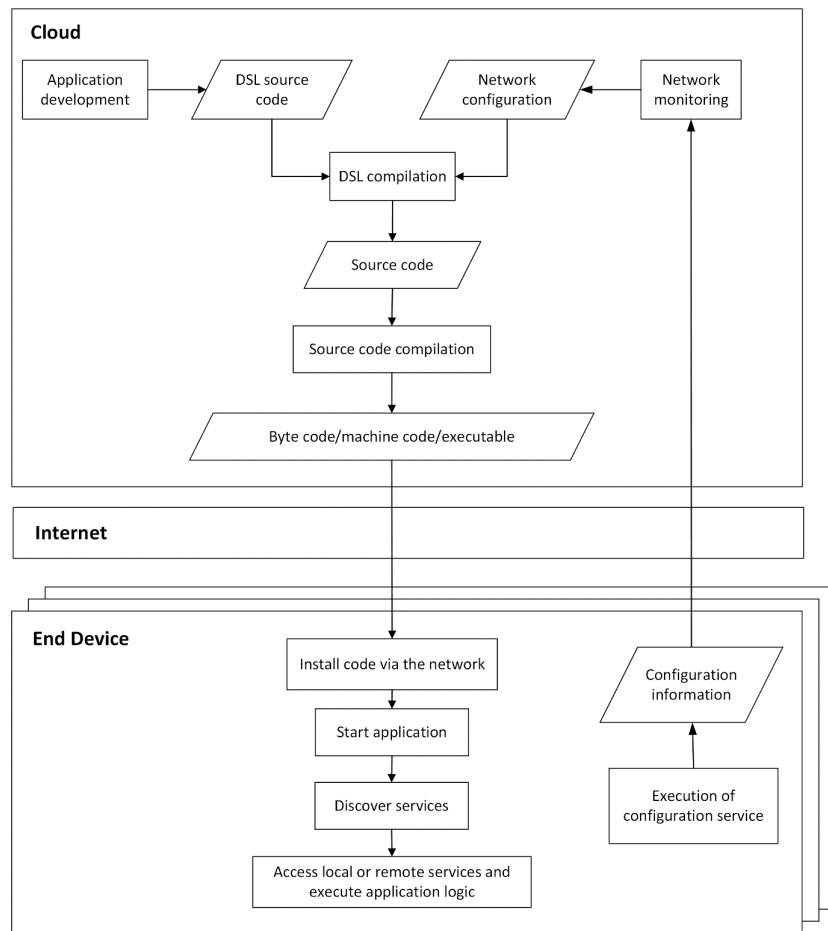 Cloud
Application
development
DSL source
code
Network
configuration
Network
monitoring
DSL compilation
Source code
Source code compilation
Byte code/machine code/executable
Internet
End Device
Install code via the network
Configuration
information
Start application
Discover services
Execution of
configuration service
Access local or remote services and
execute application logic